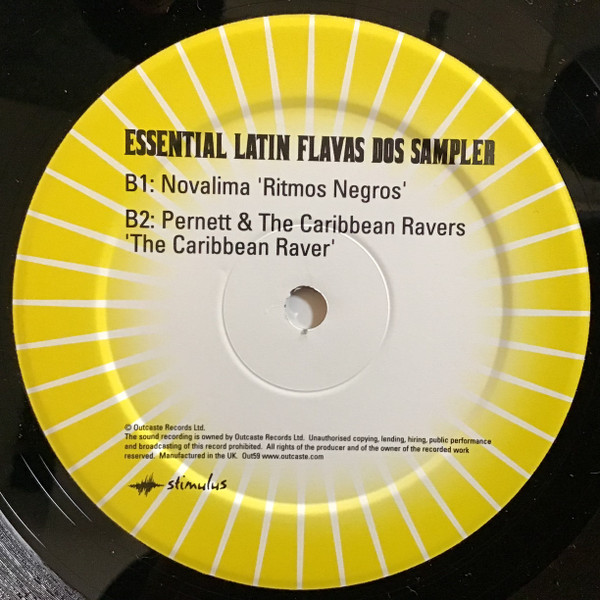 ESSENTIAL LATIN FLAVAS DOS SAMPLER
B1: Novalima 'Ritmos Negros'
B2: Pernett & The Caribbean Ravers
'The Caribbean Raver'
© Outcaste Records Ltd.
The sound recording is owned by Outcaste Records Ltd. Unauthorised copying, lending, hiring, public performance
and broadcasting of this record prohibited. All rights of the producer and of the owner of the recorded work
reserved. Manufactured in the UK. Out59 www.outcaste.com
stimulus